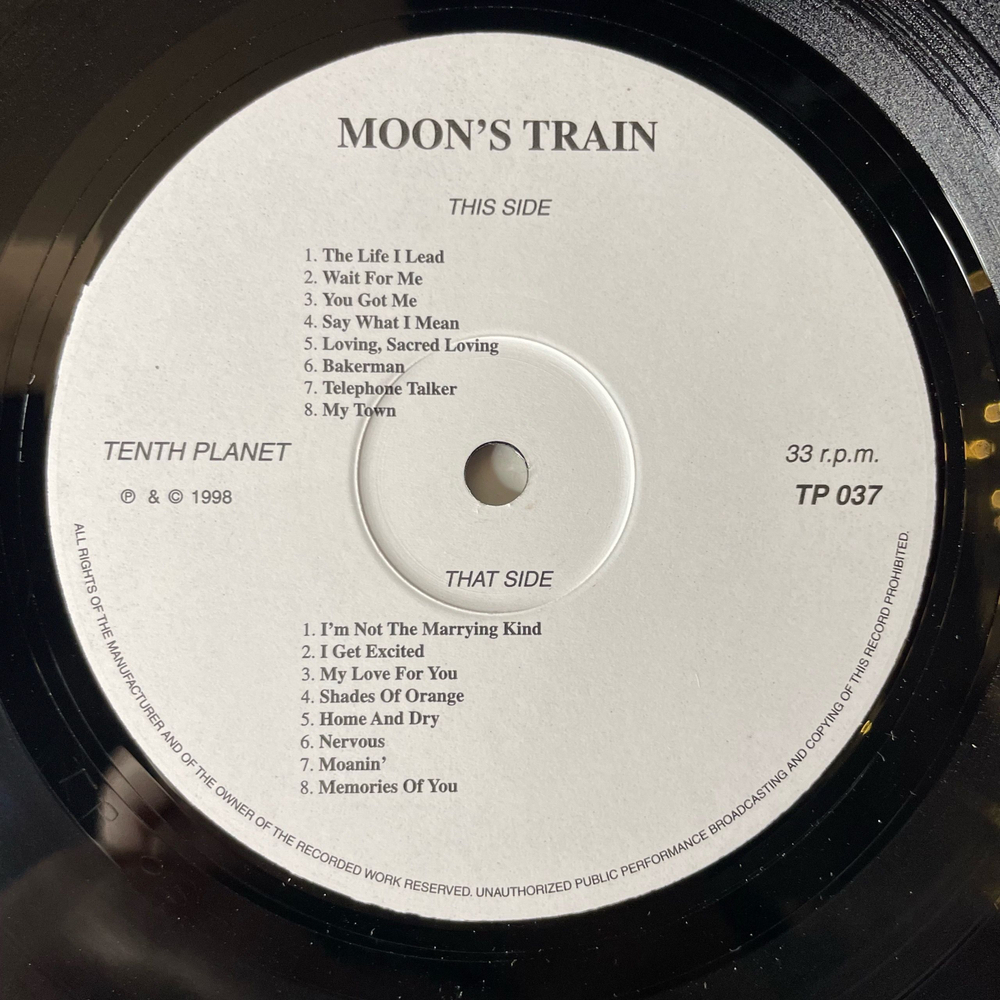 MOON'S TRAIN
THIS SIDE
1. The Life I Lead
2. Wait For Me
3. You Got Me
4. Say What I Mean
5. Loving, Sacred Loving
6. Bakerman
7. Telephone Talker
8. My Town
TENTH PLANET
℗ & © 1998
33 r.p.m.
TP 037
THAT SIDE
1. I'm Not The Marrying Kind
2. I Get Excited
3. My Love For You
4. Shades Of Orange
5. Home And Dry
6. Nervous
7. Moanin'
8. Memories Of You
ALL RIGHTS OF THE MANUFACTURER AND OF THE OWNER OF THE RECORDED WORK RESERVED. UNAUTHORIZED PUBLIC PERFORMANCE BROADCASTING AND COPYING OF THIS RECORD PROHIBITED.